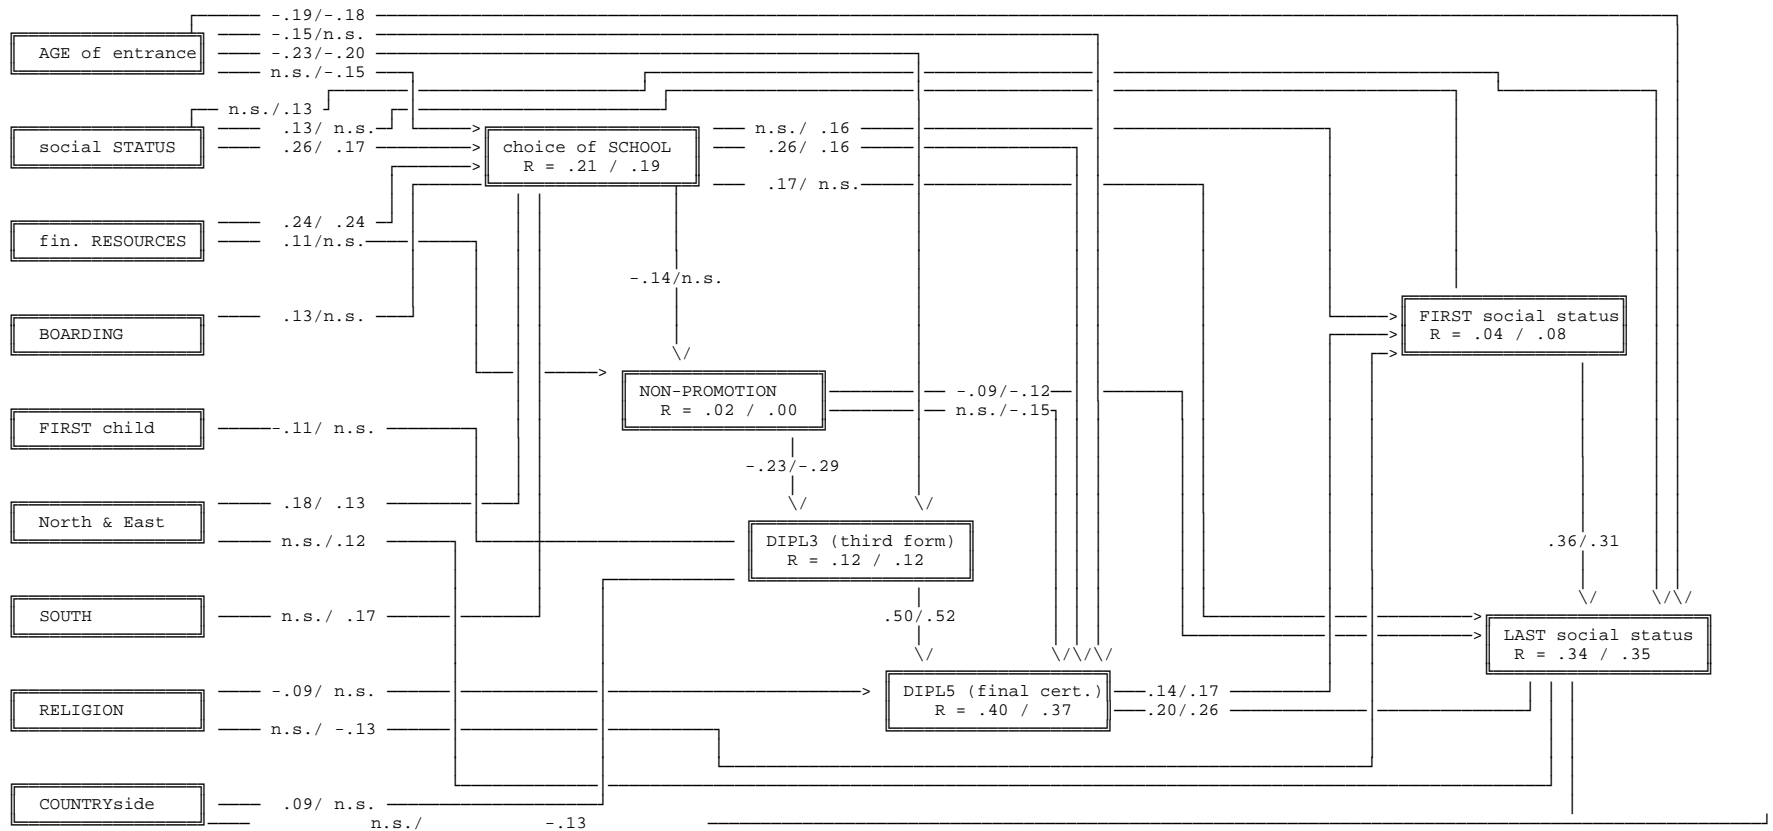 -.19/-.18
-.15/n.s.
AGE of entrance
-.23/-.20
n.s./-.15
n.s./.13
.13/ n.s.
n.s./ .16
social STATUS
.26/ .17
choice of SCHOOL
.26/ .16
R = .21 / .19
.17/ n.s.
.24/ .24
fin. RESOURCES
.11/n.s.
-.14/n.s.
.13/n.s.
FIRST social status
BOARDING
R = .04 / .08
NON-PROMOTION
-.09/-.12
R = .02 / .00
n.s./-.15
FIRST child
-.11/ n.s.
-.23/-.29
.18/ .13
North & East
n.s./.12
DIPL3 (third form)
.36/.31
R = .12 / .12
SOUTH
n.s./ .17
.50/.52
LAST social status
R = .34 / .35
-.09/ n.s.
DIPL5 (final cert.)
.14/.17
RELIGION
R = .40 / .37
.20/.26
n.s./ -.13
COUNTRYside
.09/ n.s.
n.s./ -.13